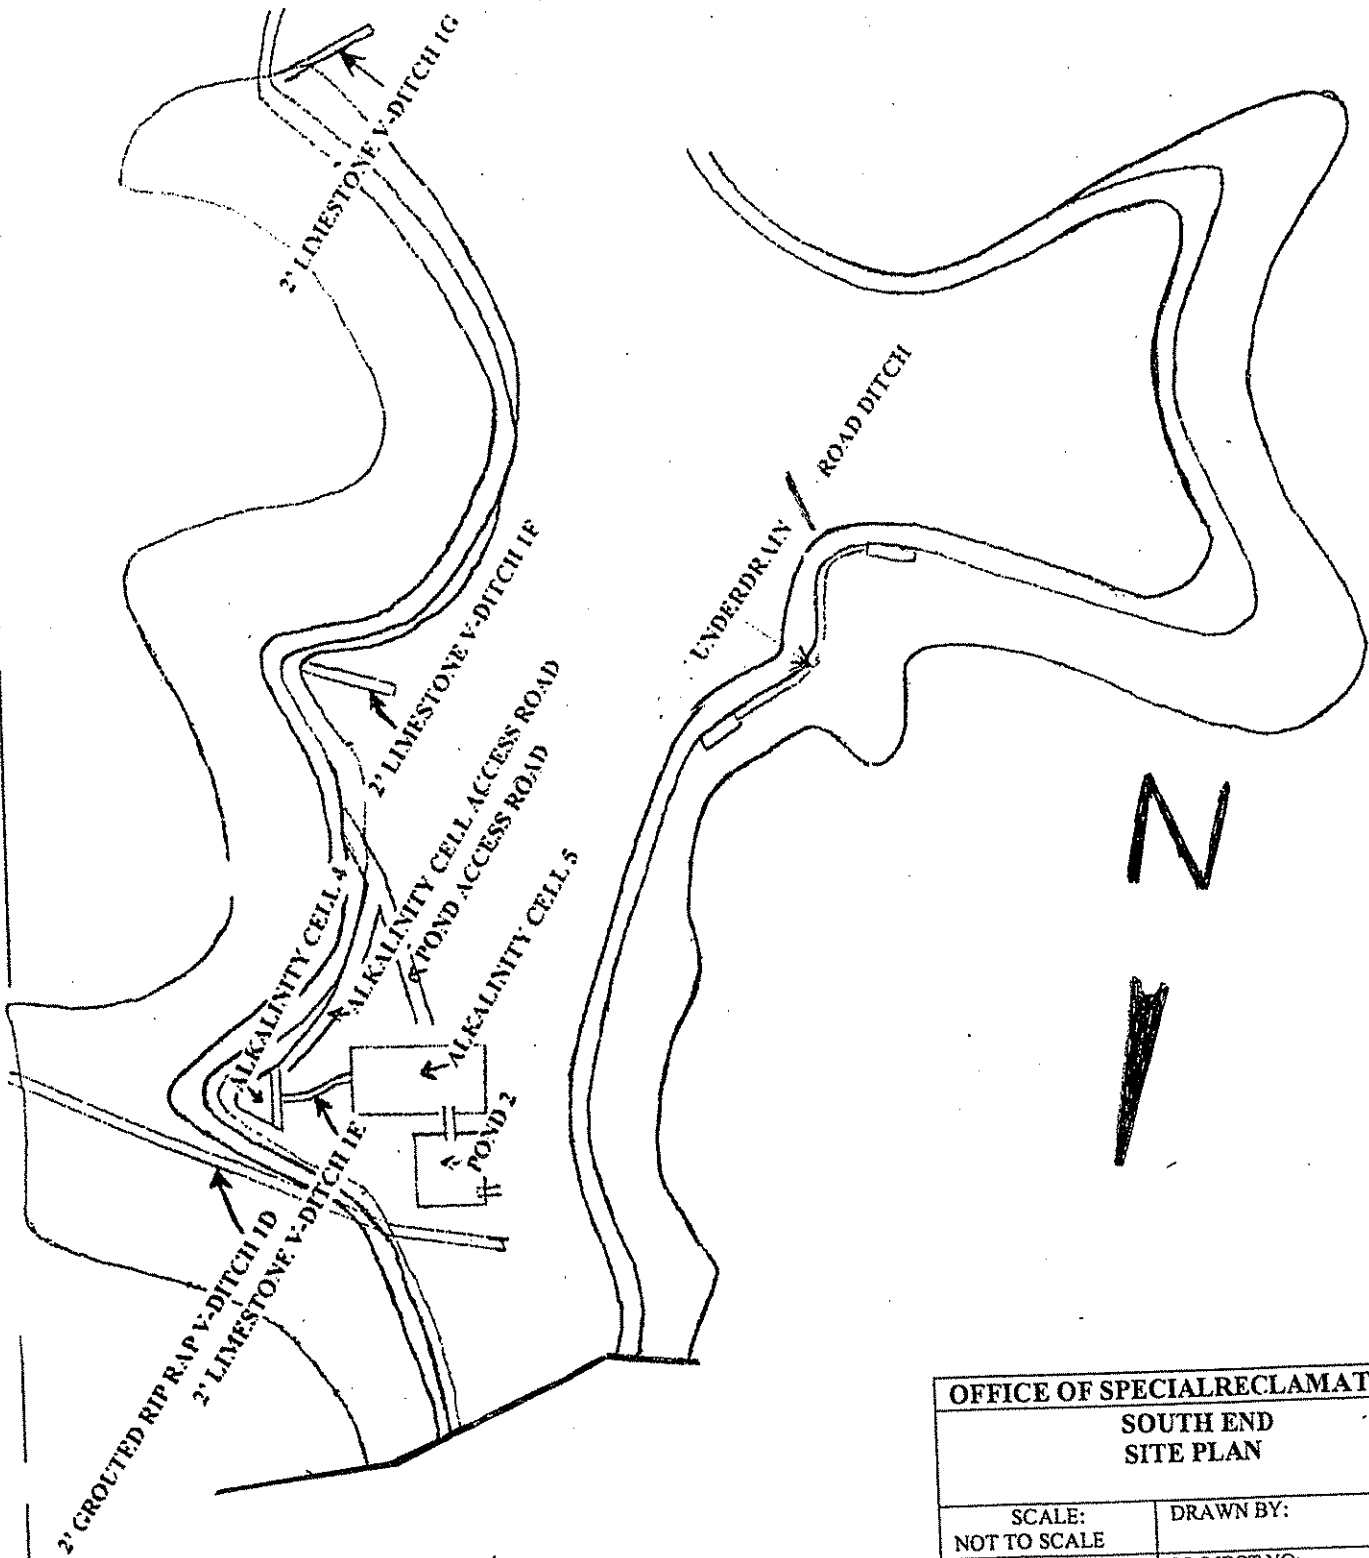 2' LIMESTONE V-DITCH 1G
ROAD DITCH
UNDERDRAIN
2' LIMESTONE V-DITCH 1F
ALKALINITY CELL ACCESS ROAD
POND ACCESS ROAD
ALKALINITY CELL 4
ALKALINITY CELL 5
POND 2
N
2' GROUTED RIP RAP V-DITCH 1D
2' LIMESTONE V-DITCH 1E
OFFICE OF SPECIALRECLAMAT
SOUTH END
SITE PLAN
SCALE:
NOT TO SCALE
DRAWN BY: